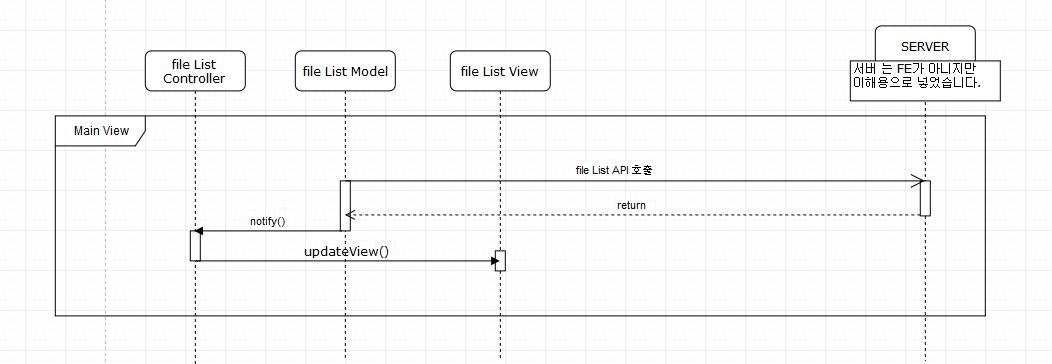 file List
Controller
file List Model
file List View
SERVER
서버 는 FE가 아니지만
이해용으로 넣었습니다.
Main View
file List API 호출
return
notify()
updateView()